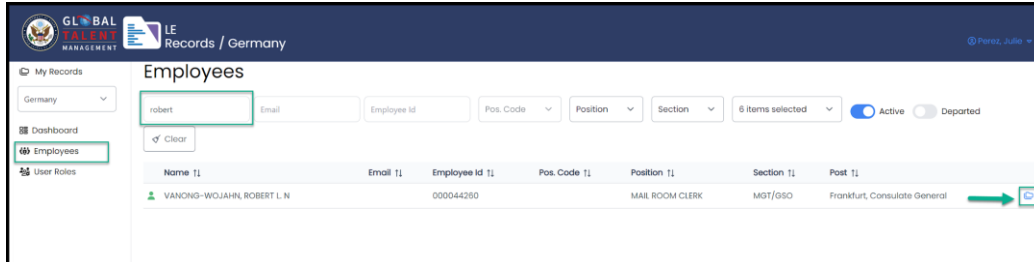 GLOBAL
TALENT
MANAGEMENT
LE
Records / Germany
Perez, Julie
My Records
Germany
Dashboard
Employees
User Roles
Employees
robert Email Employee Id Pos. Code Position Section 6 items selected Active Departed
Clear
Name Email Employee Id Pos. Code Position Section Post
VANONG-WOJAHN, ROBERT L. N 000044260 MAIL ROOM CLERK MGT/GSO Frankfurt, Consulate General